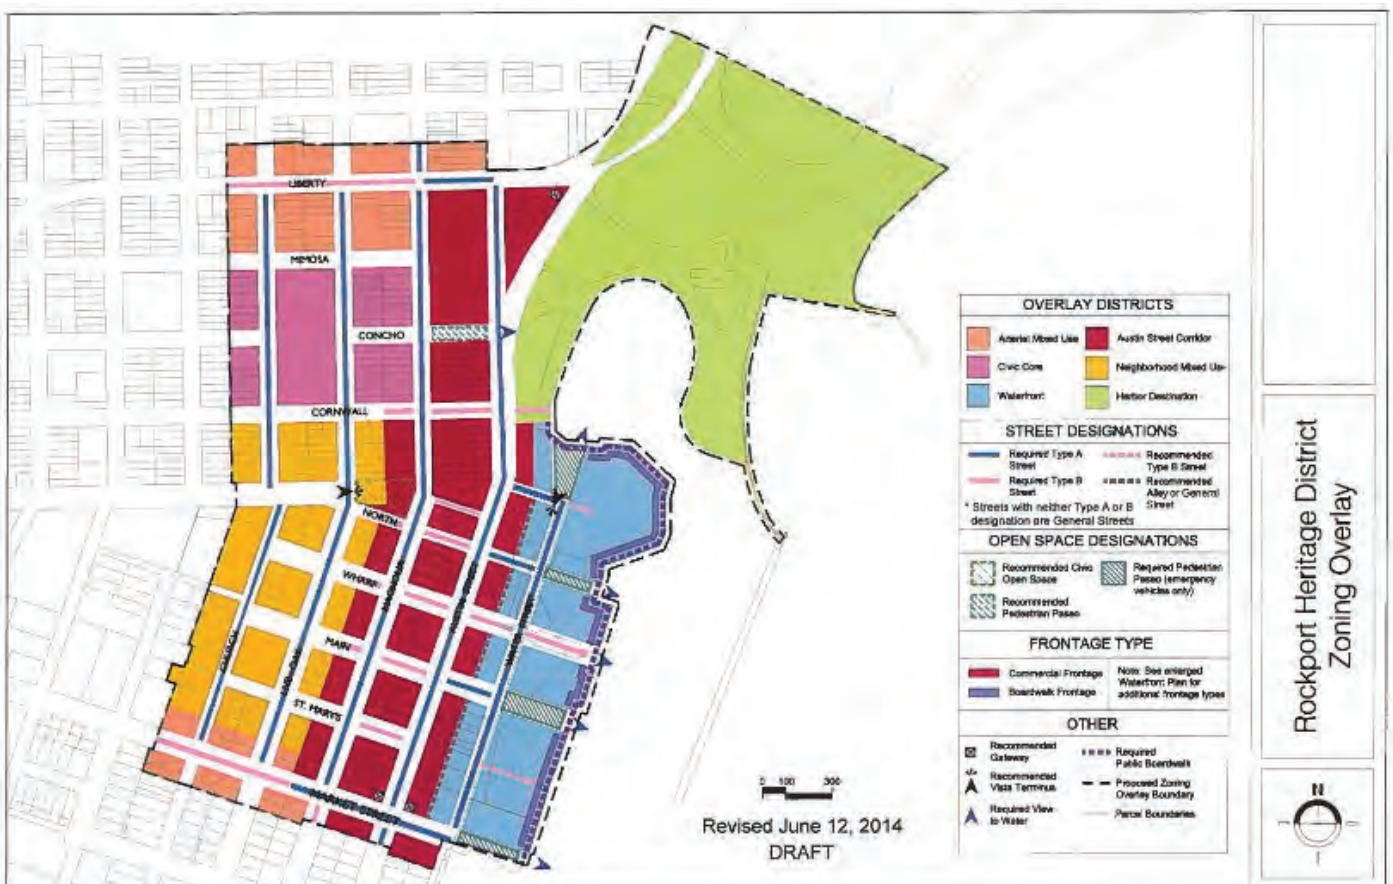 LIBERTY
MIMOSA
CONCHO
CORNWALL
NORTH
WHARF
MAIN
ST. MARYS
CHURCH
MAGNOLIA
AUSTIN STREET
WATER STREET
MARKET STREET
0 100 300
Revised June 12, 2014
DRAFT
OVERLAY DISTRICTS
Arterial Mixed Use
Austin Street Corridor
Civic Core
Neighborhood Mixed Use
Waterfront
Harbor Destination
STREET DESIGNATIONS
Required Type A
Street
Recommended
Type B Street
Required Type B
Street
Recommended
Alley or General
Street
* Streets with neither Type A or B
designation are General Streets
OPEN SPACE DESIGNATIONS
Recommended Civic
Open Space
Required Pedestrian
Paseo (emergency
vehicles only)
Recommended
Pedestrian Paseo
FRONTAGE TYPE
Commercial Frontage
Boardwalk Frontage
Note: See enlarged
Waterfront Plan for
additional frontage types
OTHER
Recommended
Gateway
Required
Public Boardwalk
Recommended
Vista Terminus
Proposed Zoning
Overlay Boundary
Required View
to Water
Parcel Boundaries
Rockport Heritage District
Zoning Overlay
N